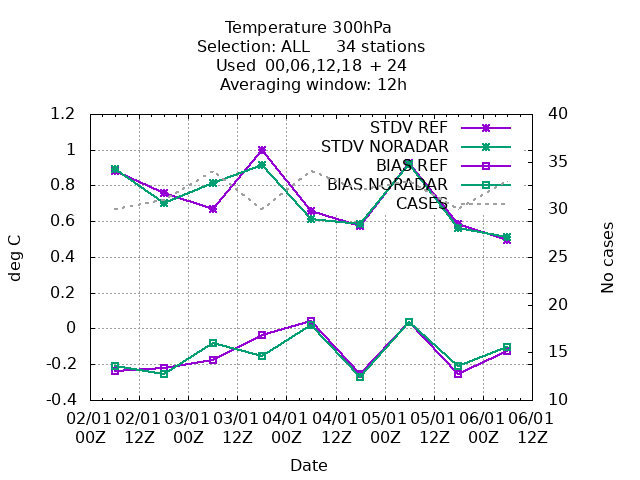 Temperature 300hPa
Selection: ALL 34 stations
Used 00,06,12,18 + 24
Averaging window: 12h
STDV REF
STDV NORADAR
BIAS REF
BIAS NORADAR
CASES
1.2
1
0.8
0.6
0.4
0.2
0
-0.2
-0.4
40
35
30
25
20
15
10
deg C
No cases
02/01 02/01 03/01 03/01 04/01 04/01 05/01 05/01 06/01 06/01
00Z 12Z 00Z 12Z 00Z 12Z 00Z 12Z 00Z 12Z
Date